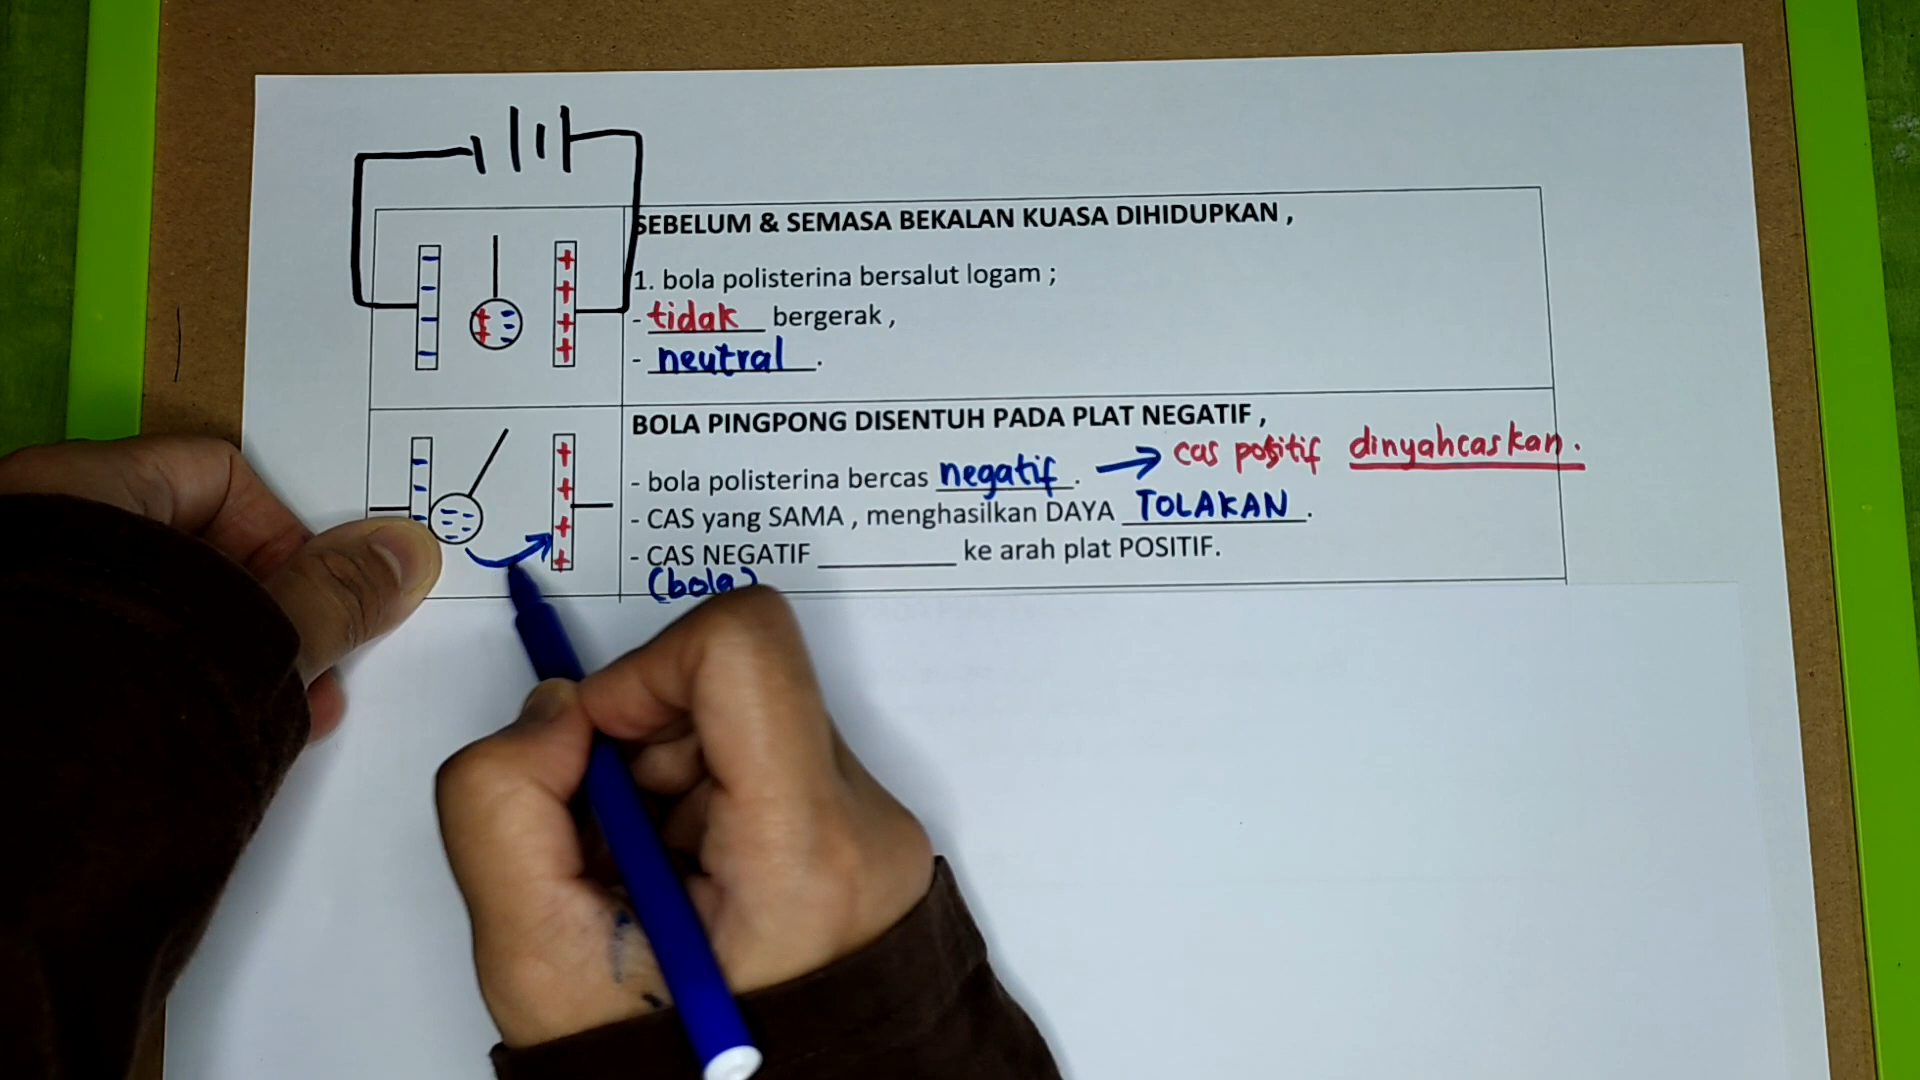 SEBELUM & SEMASA BEKALAN KUASA DIHIDUPKAN ,
1. bola polisterina bersalut logam ;
- tidak bergerak ,
- neutral .
BOLA PINGPONG DISENTUH PADA PLAT NEGATIF ,
- bola polisterina bercas negatif. → cas positif dinyahcaskan.
- CAS yang SAMA , menghasilkan DAYA TOLAKAN .
- CAS NEGATIF __________ ke arah plat POSITIF.
(bola)